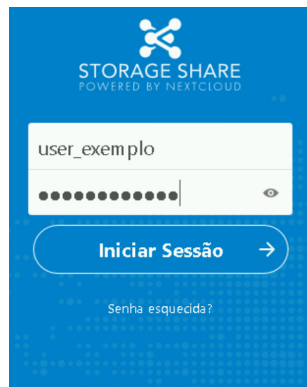 STORAGE SHARE
POWERED BY NEXTCLOUD
user_exemplo
●●●●●●●●●●●●
Iniciar Sessão →
Senha esquecida?